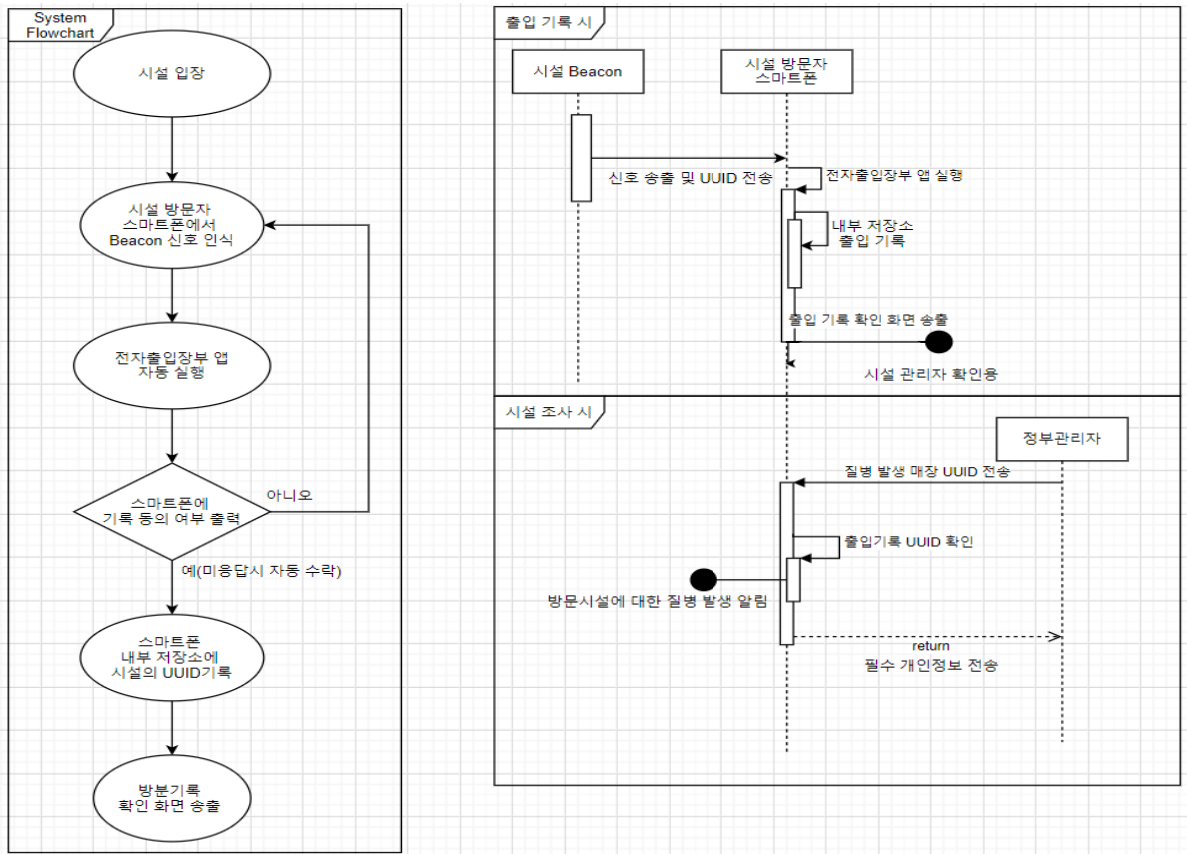 System
Flowchart
시설 입장
시설 방문자
스마트폰에서
Beacon 신호 인식
전자출입장부 앱
자동 실행
스마트폰에
기록 동의 여부 출력
아니오
예(미응답시 자동 수락)
스마트폰
내부 저장소에
시설의 UUID기록
방분기록
확인 화면 송출
출입 기록 시
시설 Beacon
시설 방문자
스마트폰
신호 송출 및 UUID 전송
전자출입장부 앱 실행
내부 저장소
출입 기록
출입 기록 확인 화면 송출
시설 관리자 확인용
시설 조사 시
정부관리자
질병 발생 매장 UUID 전송
출입기록 UUID 확인
방문시설에 대한 질병 발생 알림
return
필수 개인정보 전송